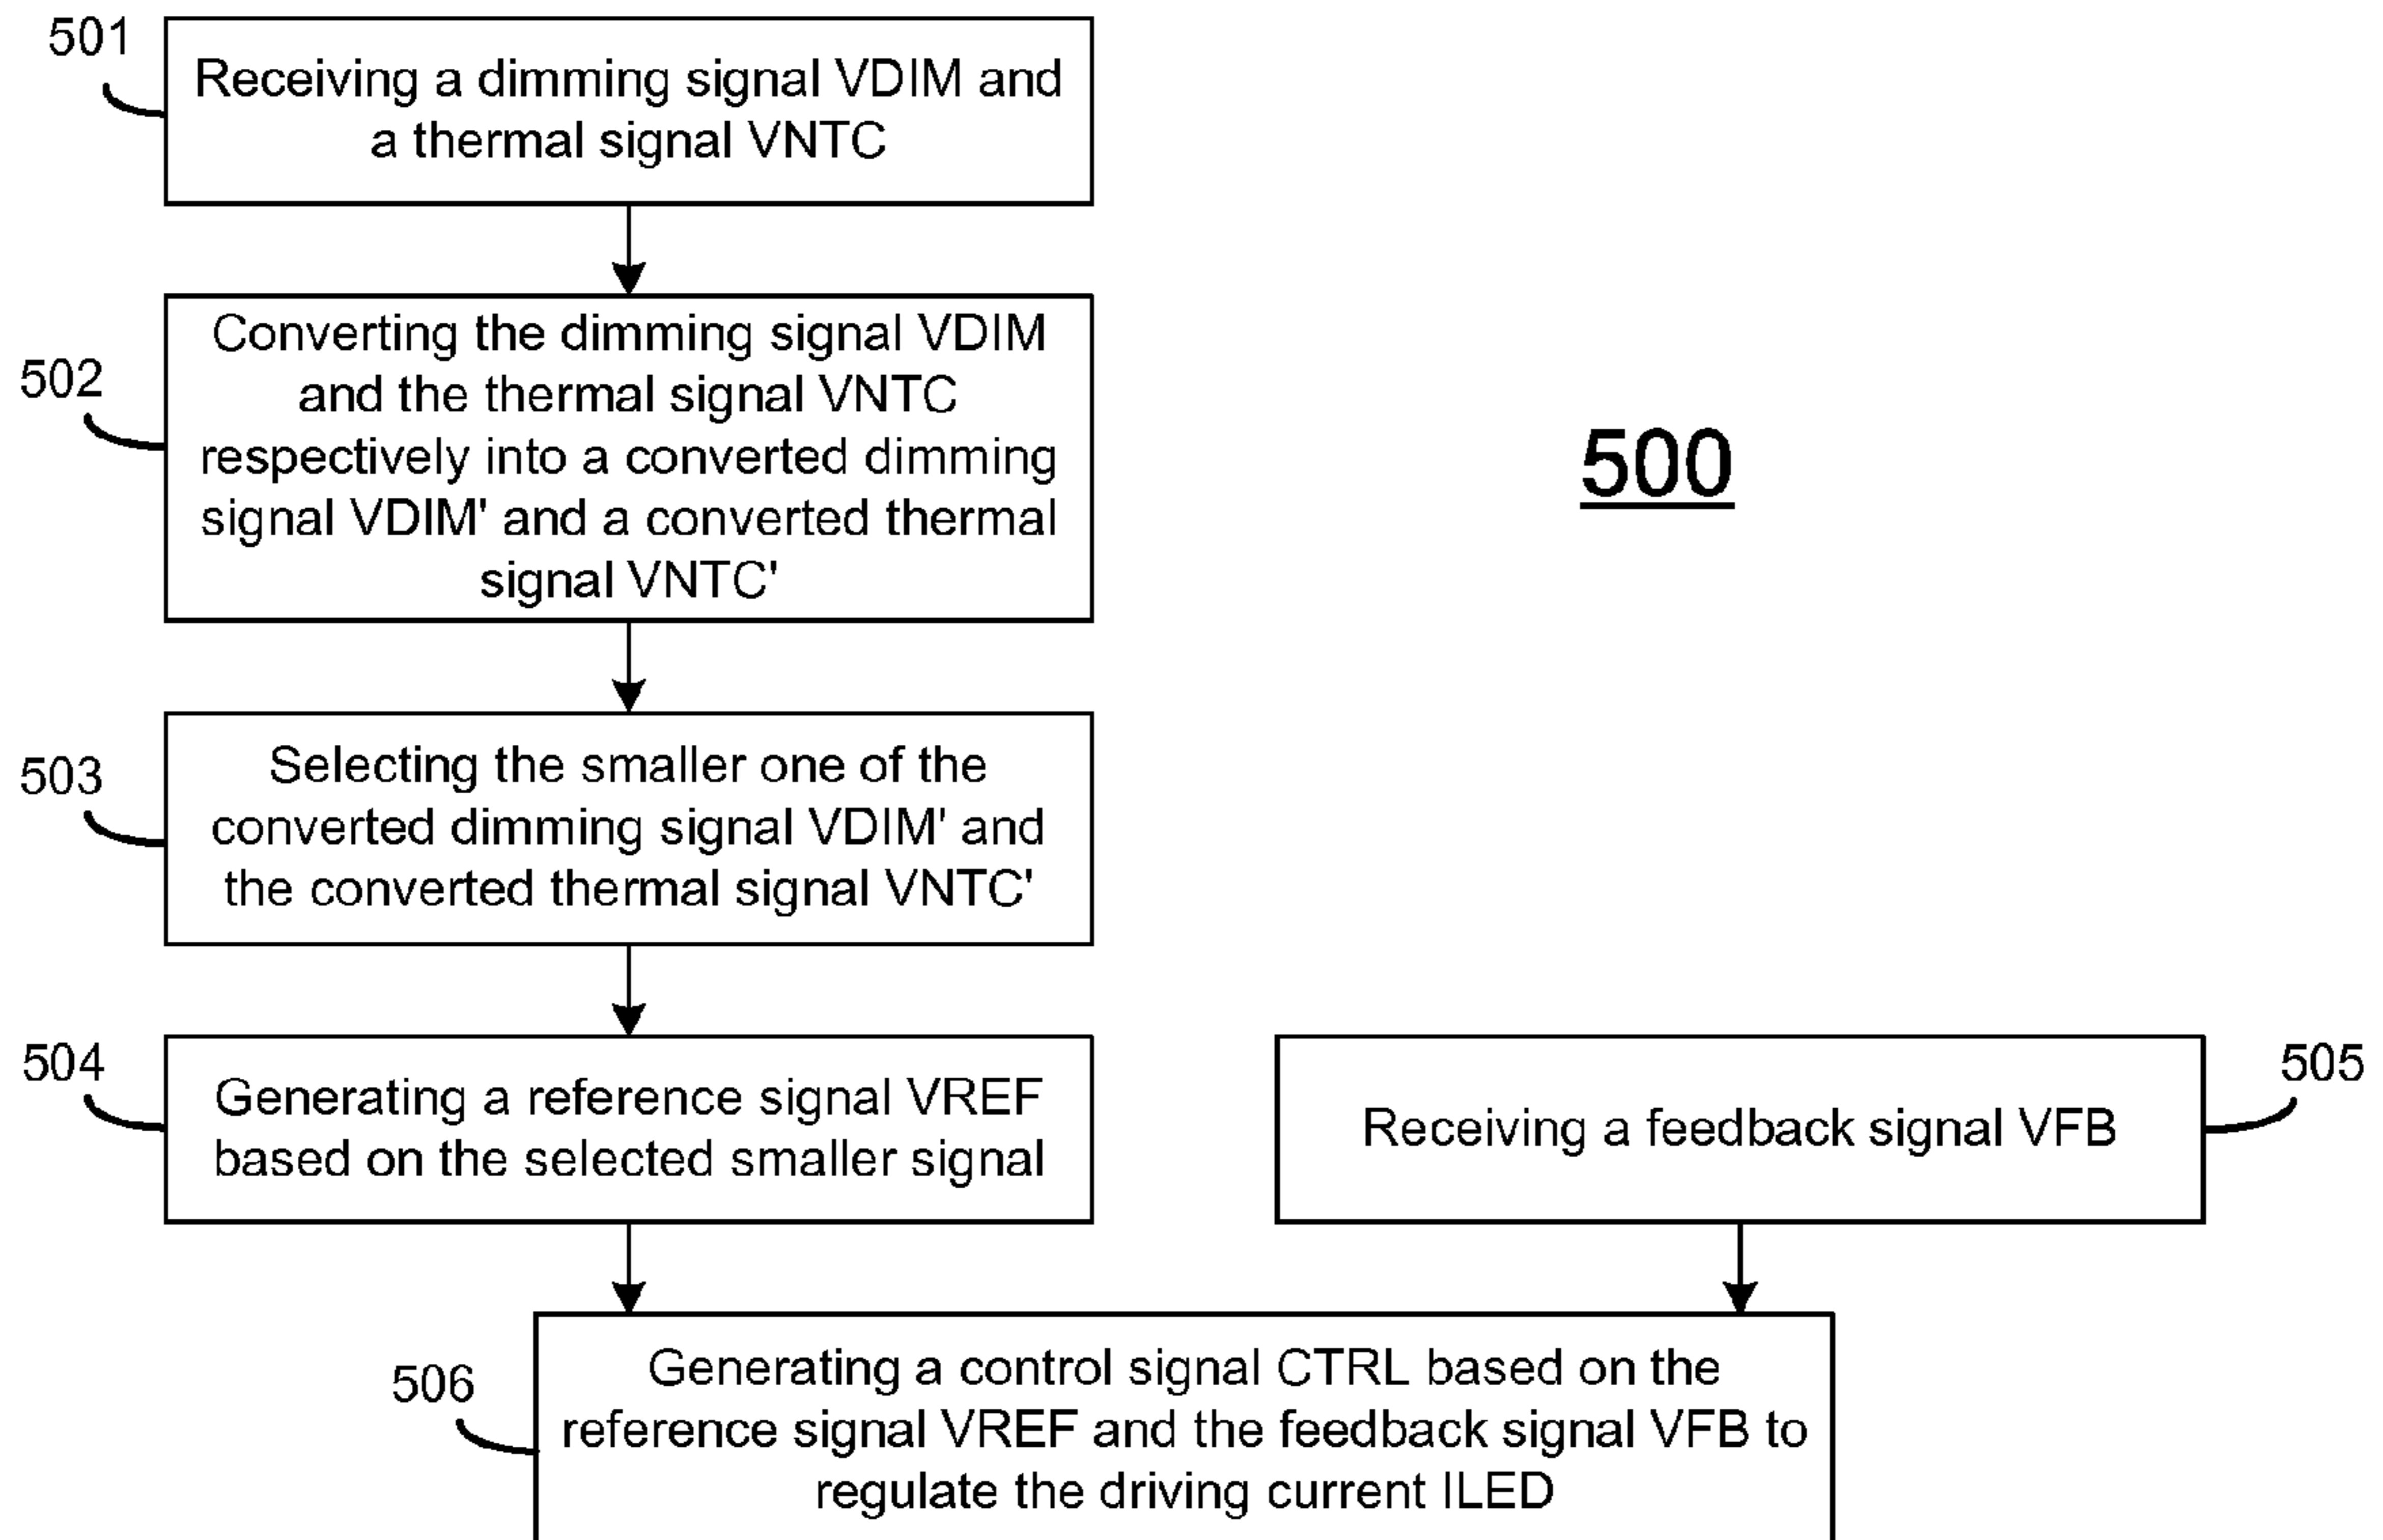 501
Receiving a dimming signal VDIM and
a thermal signal VNTC
502
Converting the dimming signal VDIM
and the thermal signal VNTC
respectively into a converted dimming
signal VDIM' and a converted thermal
signal VNTC'
500
503
Selecting the smaller one of the
converted dimming signal VDIM' and
the converted thermal signal VNTC'
504
Generating a reference signal VREF
based on the selected smaller signal
505
Receiving a feedback signal VFB
506
Generating a control signal CTRL based on the
reference signal VREF and the feedback signal VFB to
regulate the driving current ILED